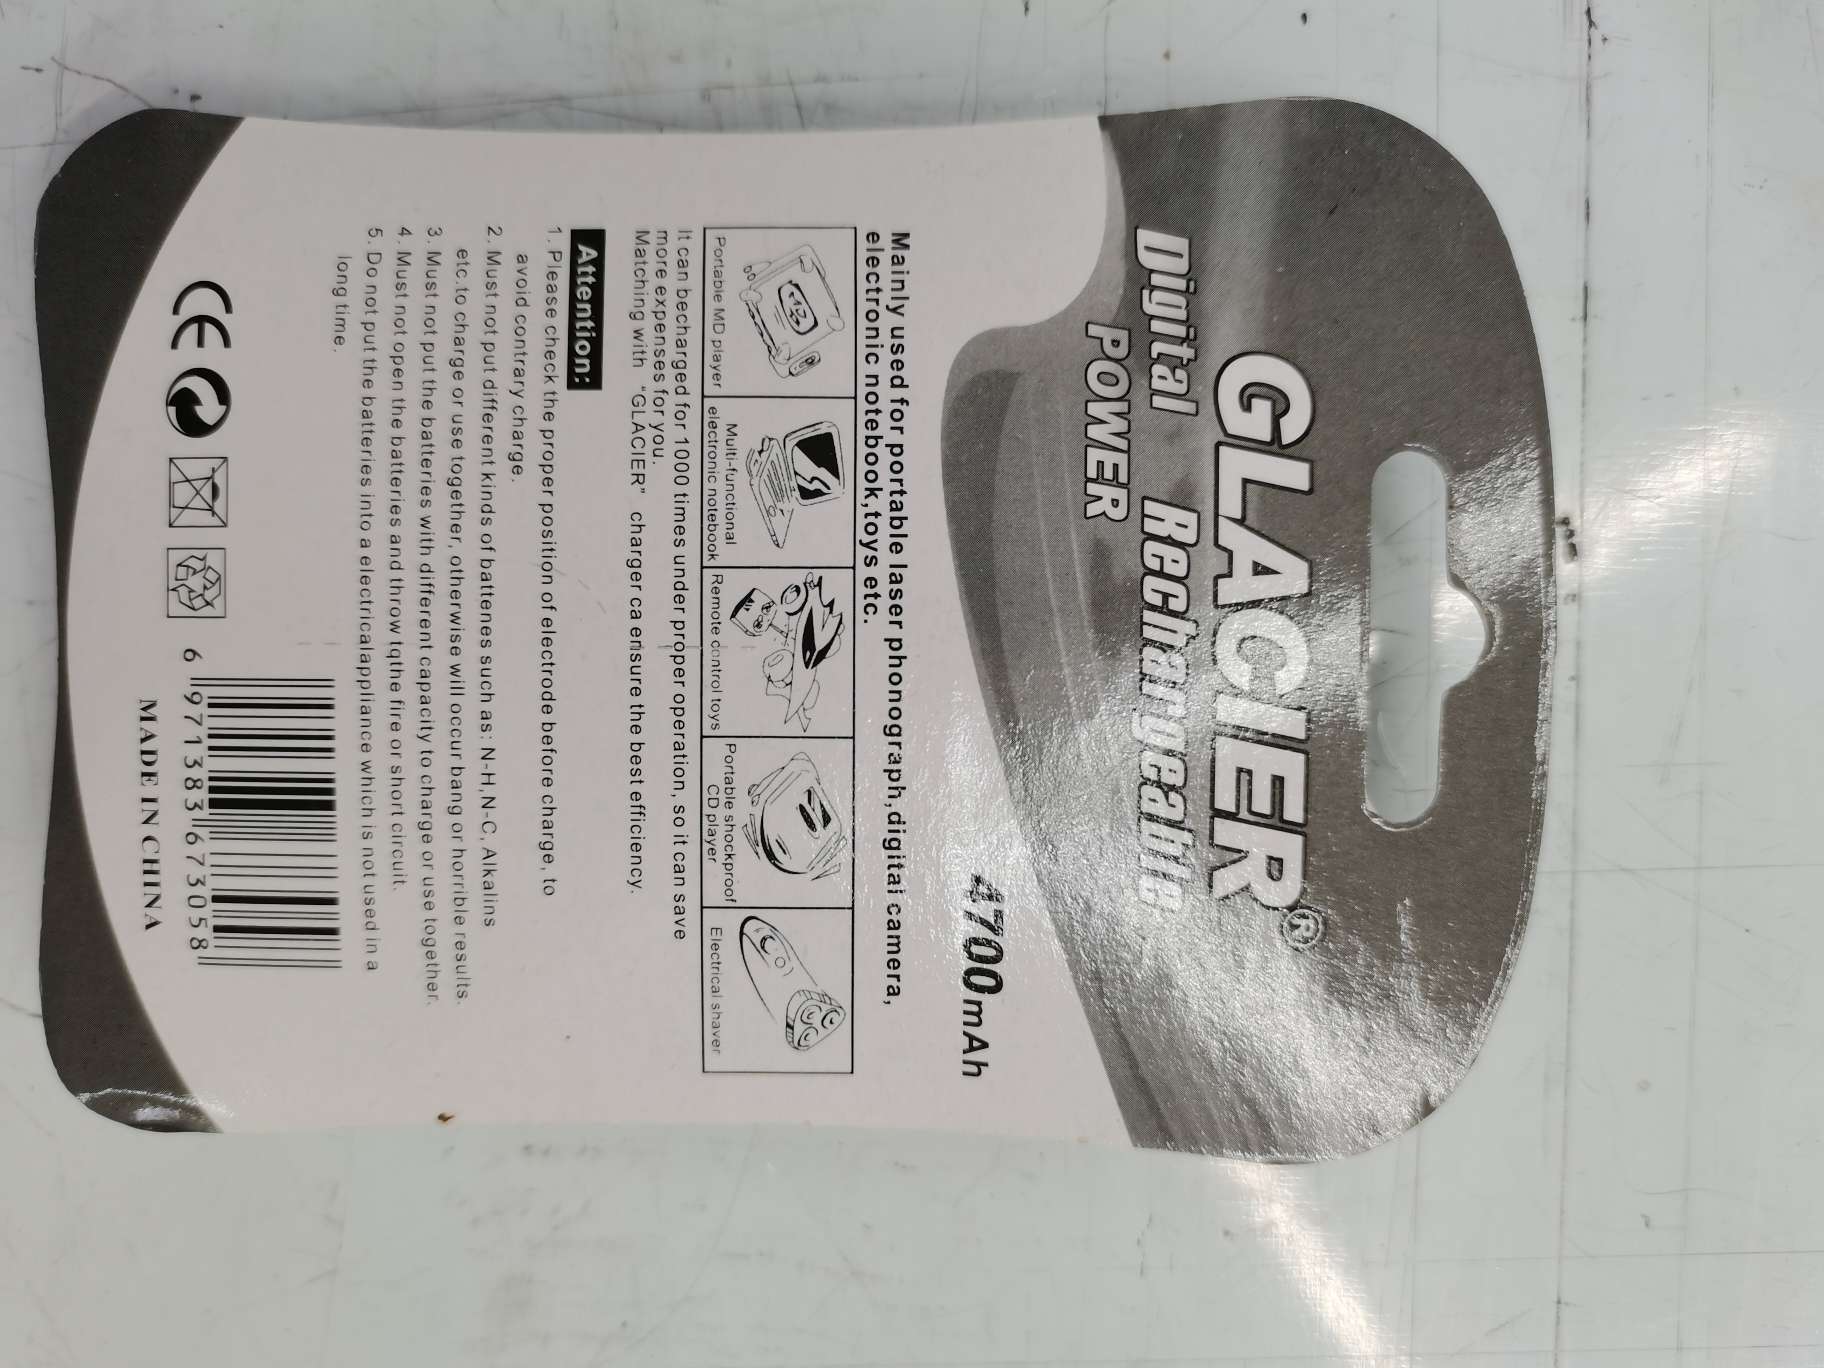 GLACIER®
Digital Rechargeable
POWER
4700mAh
Mainly used for portable laser phonograph,digital camera,
electronic notebook,toys etc.
Portable MD player
Multi-functional
electronic notebook
Remote control toys
Portable shockproof
CD player
Electrical shaver
It can becharged for 1000 times under proper operation, so it can save
more expenses for you.
Matching with "GLACIER" charger ca ensure the best efficiency.
Attention:
1. Please check the proper position of electrode before charge, to
avoid contrary charge.
2. Must not put different kinds of batteness such as: N-H,N-C, Alkalins
etc.to charge or use together, otherwise will occur bang or horrible results.
3. Must not put the batteries with different capacity to charge or use together.
4. Must not open the batteries and throw tqthe fire or short circuit.
5. Do not put the batteries into a electricalappliance which is not used in a
long time.
CE
6 971383 673058
MADE IN CHINA